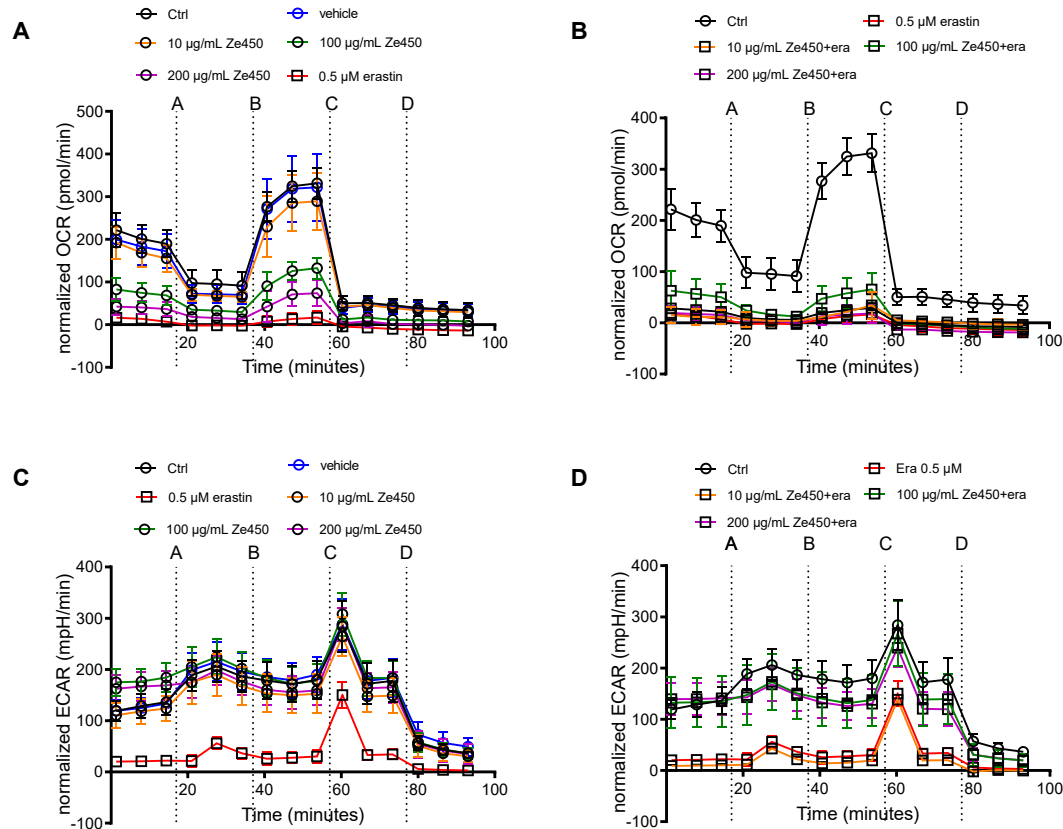 A
Ctrl
vehicle
10 µg/mL Ze450
100 µg/mL Ze450
200 µg/mL Ze450
0.5 µM erastin
A
B
C
D
500
400
300
200
100
0
-100
20
40
60
80
100
normalized OCR (pmol/min)
Time (minutes)
B
Ctrl
0.5 µM erastin
10 µg/mL Ze450+era
100 µg/mL Ze450+era
200 µg/mL Ze450+era
A
B
C
D
400
300
200
100
0
-100
20
40
60
80
100
normalized OCR (pmol/min)
Time (minutes)
C
Ctrl
vehicle
0.5 µM erastin
10 µg/mL Ze450
100 µg/mL Ze450
200 µg/mL Ze450
A
B
C
D
400
300
200
100
0
-100
20
40
60
80
100
normalized ECAR (mpH/min)
Time (minutes)
D
Ctrl
Era 0.5 µM
10 µg/mL Ze450+era
100 µg/mL Ze450+era
200 µg/mL Ze450+era
A
B
C
D
400
300
200
100
0
-100
20
40
60
80
100
normalized ECAR (mpH/min)
Time (minutes)